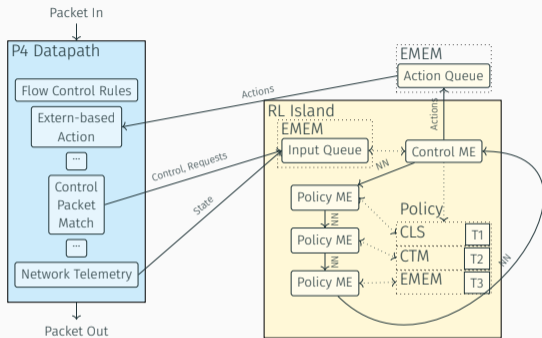 Packet In
P4 Datapath
Flow Control Rules
Extern-based
Action
...
Control
Packet
Match
...
Network Telemetry
Packet Out
Actions
Control, Requests
State
EMEM
Action Queue
Actions
RL Island
EMEM
Input Queue
NN
Control ME
NN
Policy ME
NN
Policy ME
NN
Policy ME
Policy
CLS
T1
CTM
T2
EMEM
T3
NN